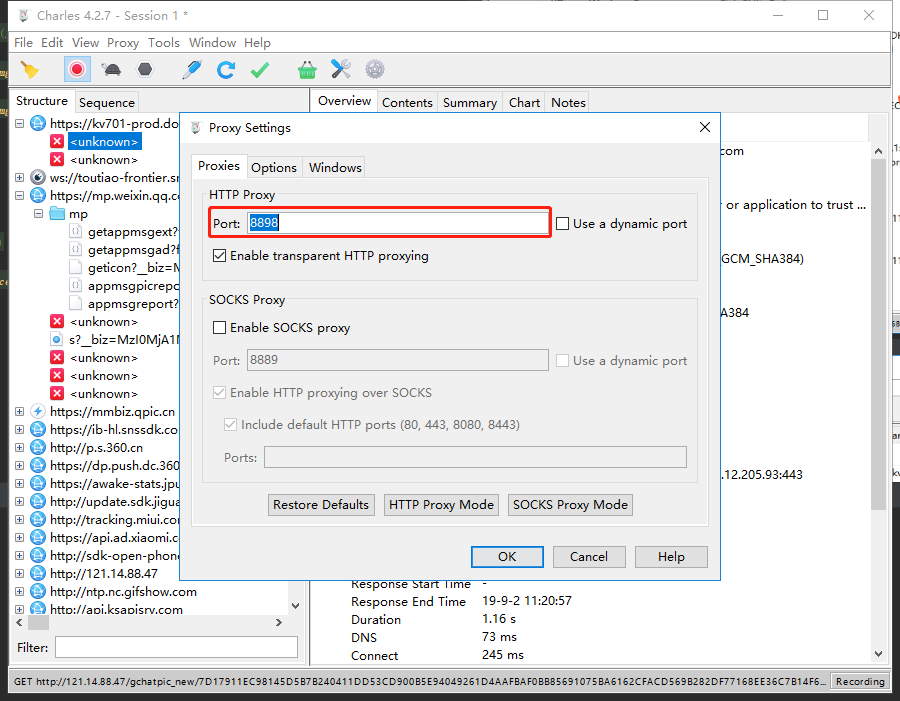 Charles 4.2.7 - Session 1 *
File Edit View Proxy Tools Window Help
Structure Sequence
Overview Contents Summary Chart Notes
https://kv701-prod.do
<unknown>
<unknown>
ws://toutiao-frontier.sn
https://mp.weixin.qq.co
mp
getappmsgext?
getappmsgad?f
geticon?__biz=M
appmsgpicrepo
appmsgreport?
<unknown>
s?__biz=MzI0MjA1M
<unknown>
<unknown>
<unknown>
https://mmbiz.qpic.cn
https://ib-hl.snssdk.co
http://p.s.360.cn
https://dp.push.dc.360
https://awake-stats.jpu
http://update.sdk.jigua
http://tracking.miui.com
https://api.ad.xiaomi.c
http://sdk-open-phone
http://121.14.88.47
http://ntp.nc.gifshow.com
http://api.ksapisrv.com
Filter:
Proxy Settings
Proxies Options Windows
HTTP Proxy
Port: 8898 Use a dynamic port
Enable transparent HTTP proxying
SOCKS Proxy
Enable SOCKS proxy
Port: 8889 Use a dynamic port
Enable HTTP proxying over SOCKS
Include default HTTP ports (80, 443, 8080, 8443)
Ports:
Restore Defaults HTTP Proxy Mode SOCKS Proxy Mode
OK Cancel Help
com
r or application to trust ...
GCM_SHA384)
A384
.12.205.93:443
Response Start Time -
Response End Time 19-9-2 11:20:57
Duration 1.16 s
DNS 73 ms
Connect 245 ms
GET http://121.14.88.47/gchatpic_new/7D17911EC98145D5B7B240411DD53CD900B5E94049261D4AAFBAF0BB85691075BA6162CFACD569B282DF77168EE36C7B14F6...
Recording